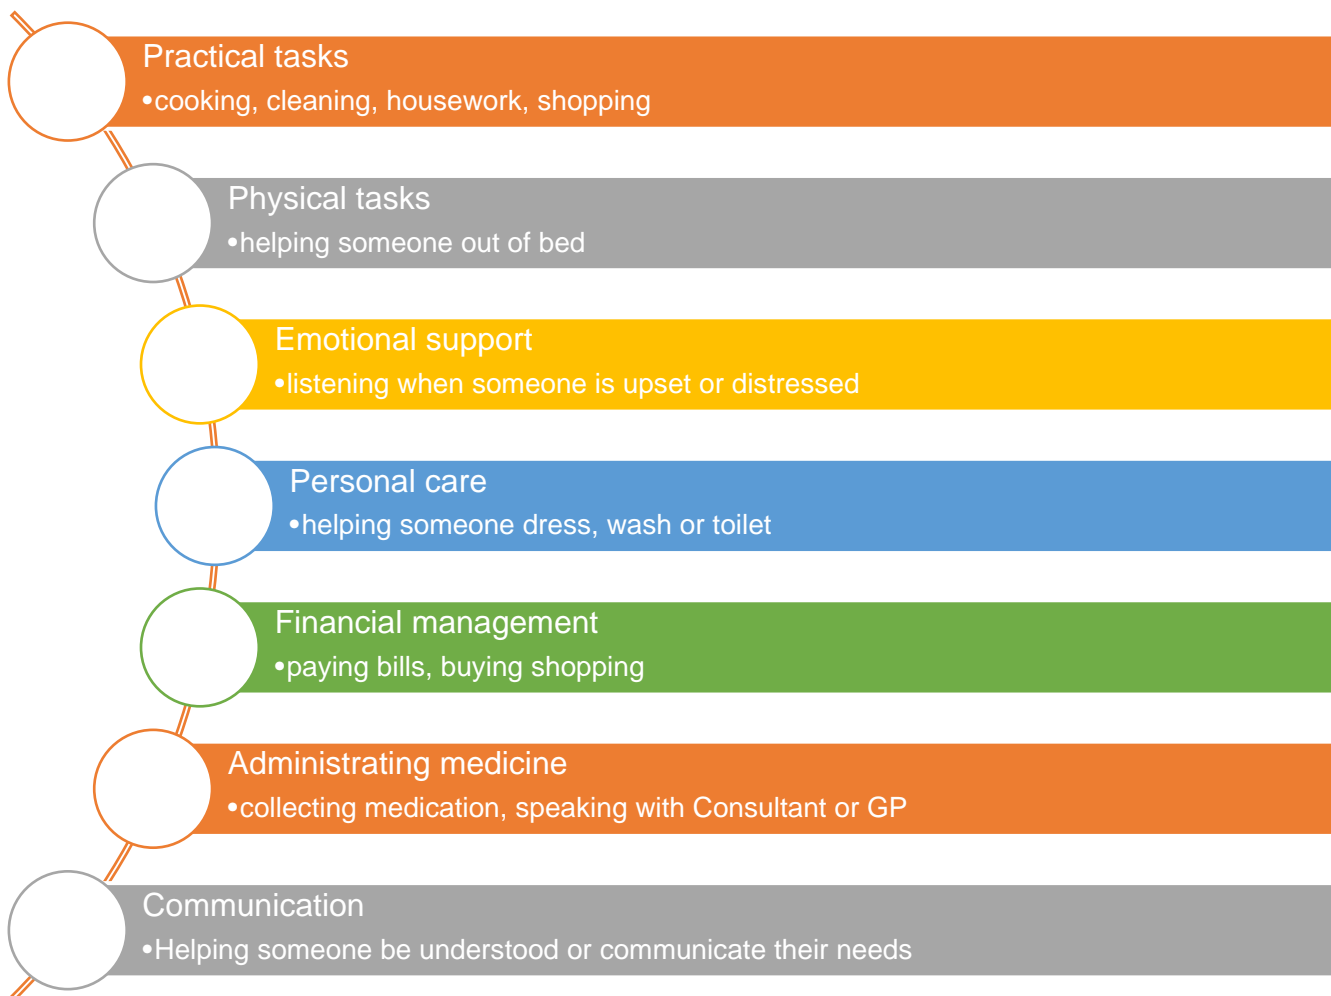 Practical tasks
•cooking, cleaning, housework, shopping
Physical tasks
•helping someone out of bed
Emotional support
•listening when someone is upset or distressed
Personal care
•helping someone dress, wash or toilet
Financial management
•paying bills, buying shopping
Administrating medicine
•collecting medication, speaking with Consultant or GP
Communication
•Helping someone be understood or communicate their needs